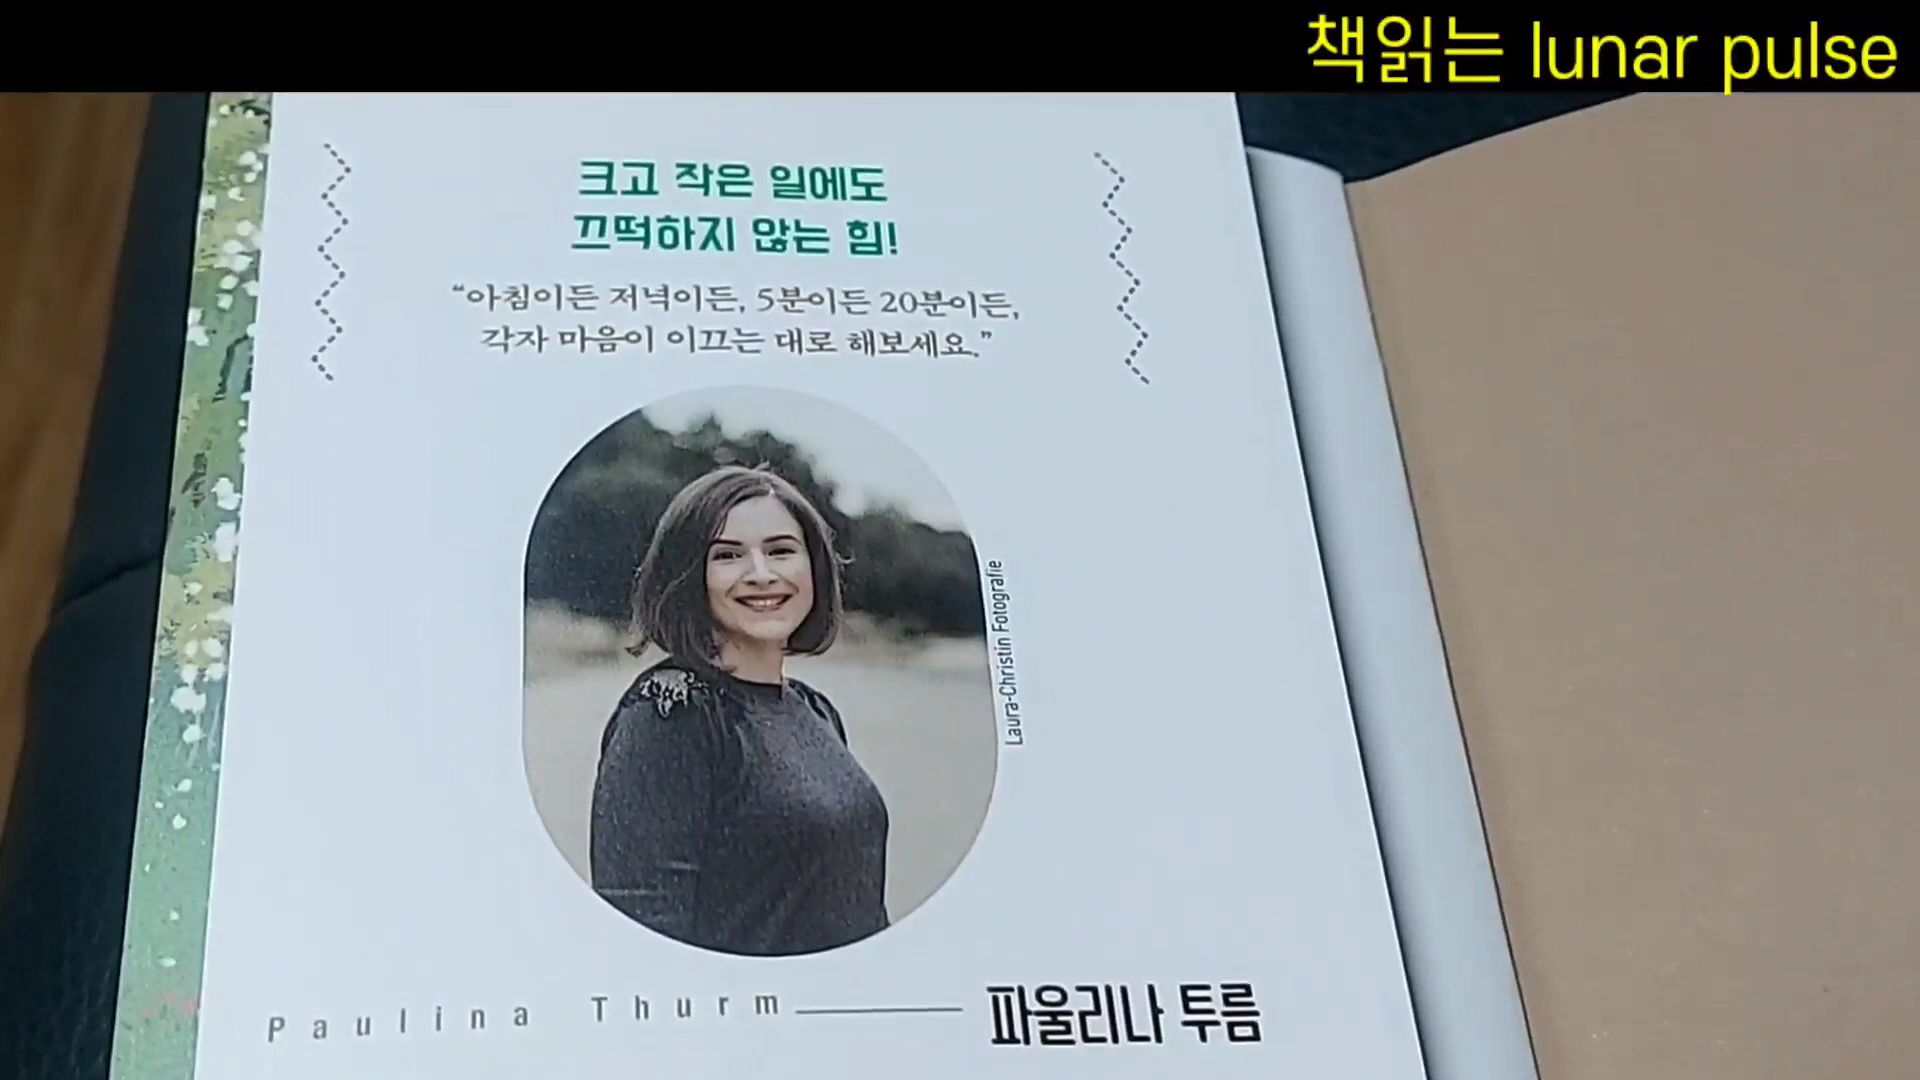 책읽는 lunar pulse
크고 작은 일에도
끄떡하지 않는 힘!
“아침이든 저녁이든, 5분이든 20분이든,
각자 마음이 이끄는 대로 해보세요.”
Laura-Christin Fotografie
Paulina Thurm
파울리나 투름